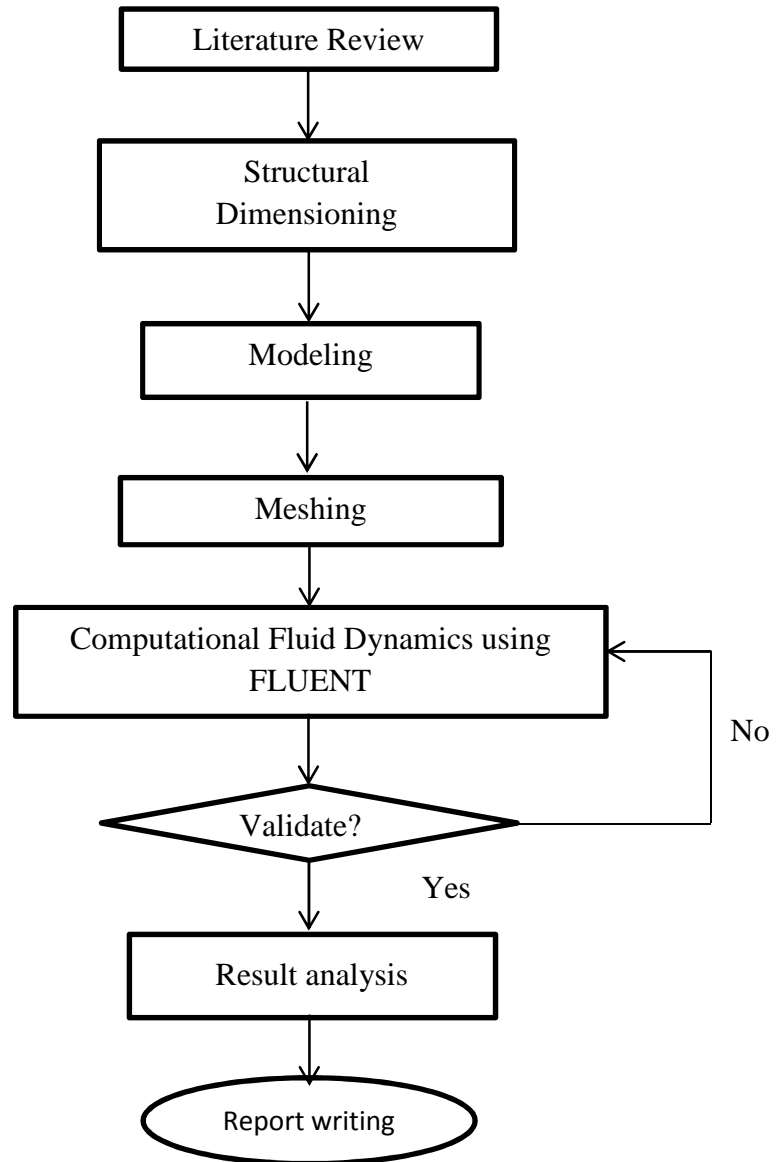 Literature Review
Structural
Dimensioning
Modeling
Meshing
Computational Fluid Dynamics using
FLUENT
No
Validate?
Yes
Result analysis
Report writing